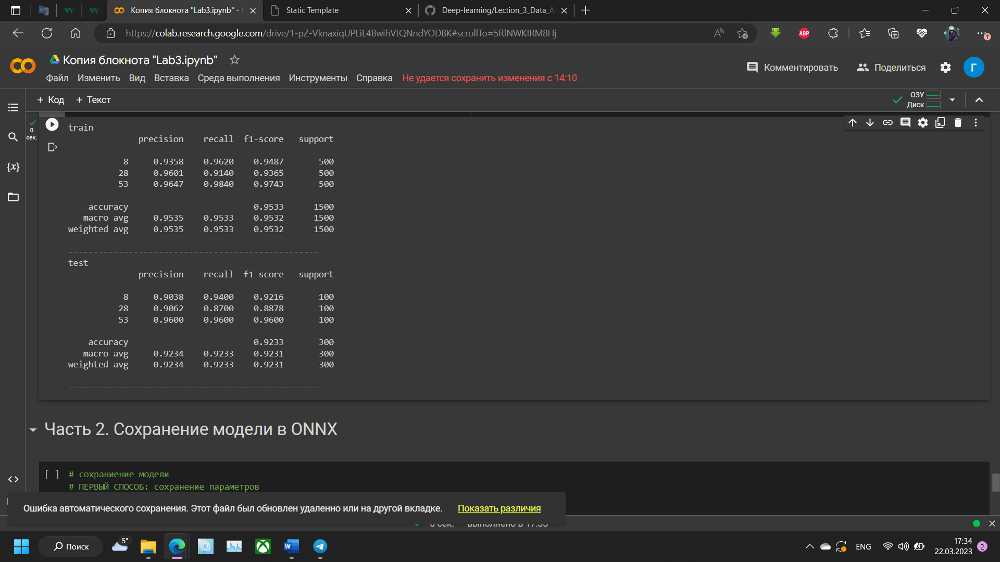 Копия блокнота "Lab3.ipynb" -
Static Template
Deep-learning/Lection_3_Data_A
https://colab.research.google.com/drive/1-pZ-VknaxiqUPLiL4BwihVtQNndYODBK#scrollTo=5RlNWKIRM8Hj
ABP
Копия блокнота "Lab3.ipynb"
Комментировать
Поделиться
Г
Файл Изменить Вид Вставка Среда выполнения Инструменты Справка Не удается сохранить изменения с 14:10
+ Код + Текст
ОЗУ
Диск
0
сек.
{x}
train
precision recall f1-score support
8 0.9358 0.9620 0.9487 500
28 0.9601 0.9140 0.9365 500
53 0.9647 0.9840 0.9743 500
accuracy 0.9533 1500
macro avg 0.9535 0.9533 0.9532 1500
weighted avg 0.9535 0.9533 0.9532 1500
--------------------------------------------------
test
precision recall f1-score support
8 0.9038 0.9400 0.9216 100
28 0.9062 0.8700 0.8878 100
53 0.9600 0.9600 0.9600 100
accuracy 0.9233 300
macro avg 0.9234 0.9233 0.9231 300
weighted avg 0.9234 0.9233 0.9231 300
--------------------------------------------------
Часть 2. Сохранение модели в ONNX
[ ] # сохраниение модели
# ПЕРВЫЙ СПОСОБ: сохранение параметров
Ошибка автоматического сохранения. Этот файл был обновлен удаленно или на другой вкладке. Показать различия
0 сек. выполнено в 17:33
5°
Поиск
ENG
17:34
22.03.2023
2